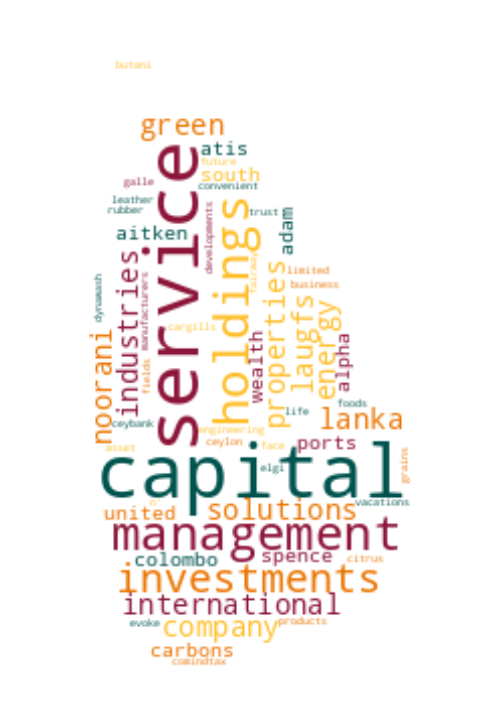 butani
green
service
atis
future
south
galle
convenient
leather
rubber
holdings
trust
developments
adam
aitken
industries
manufacturers
fairway
limited
business
properties
dynawash
laugfs
energy
cargills
noorani
wealth
alpha
fields
foods
life
lanka
ceybank
engineering
ceylon
face
ports
asset
capital
elgi
grains
vacations
united
solutions
management
colombo
spence
citrus
investments
international
evoke
company
products
carbons
comindtax